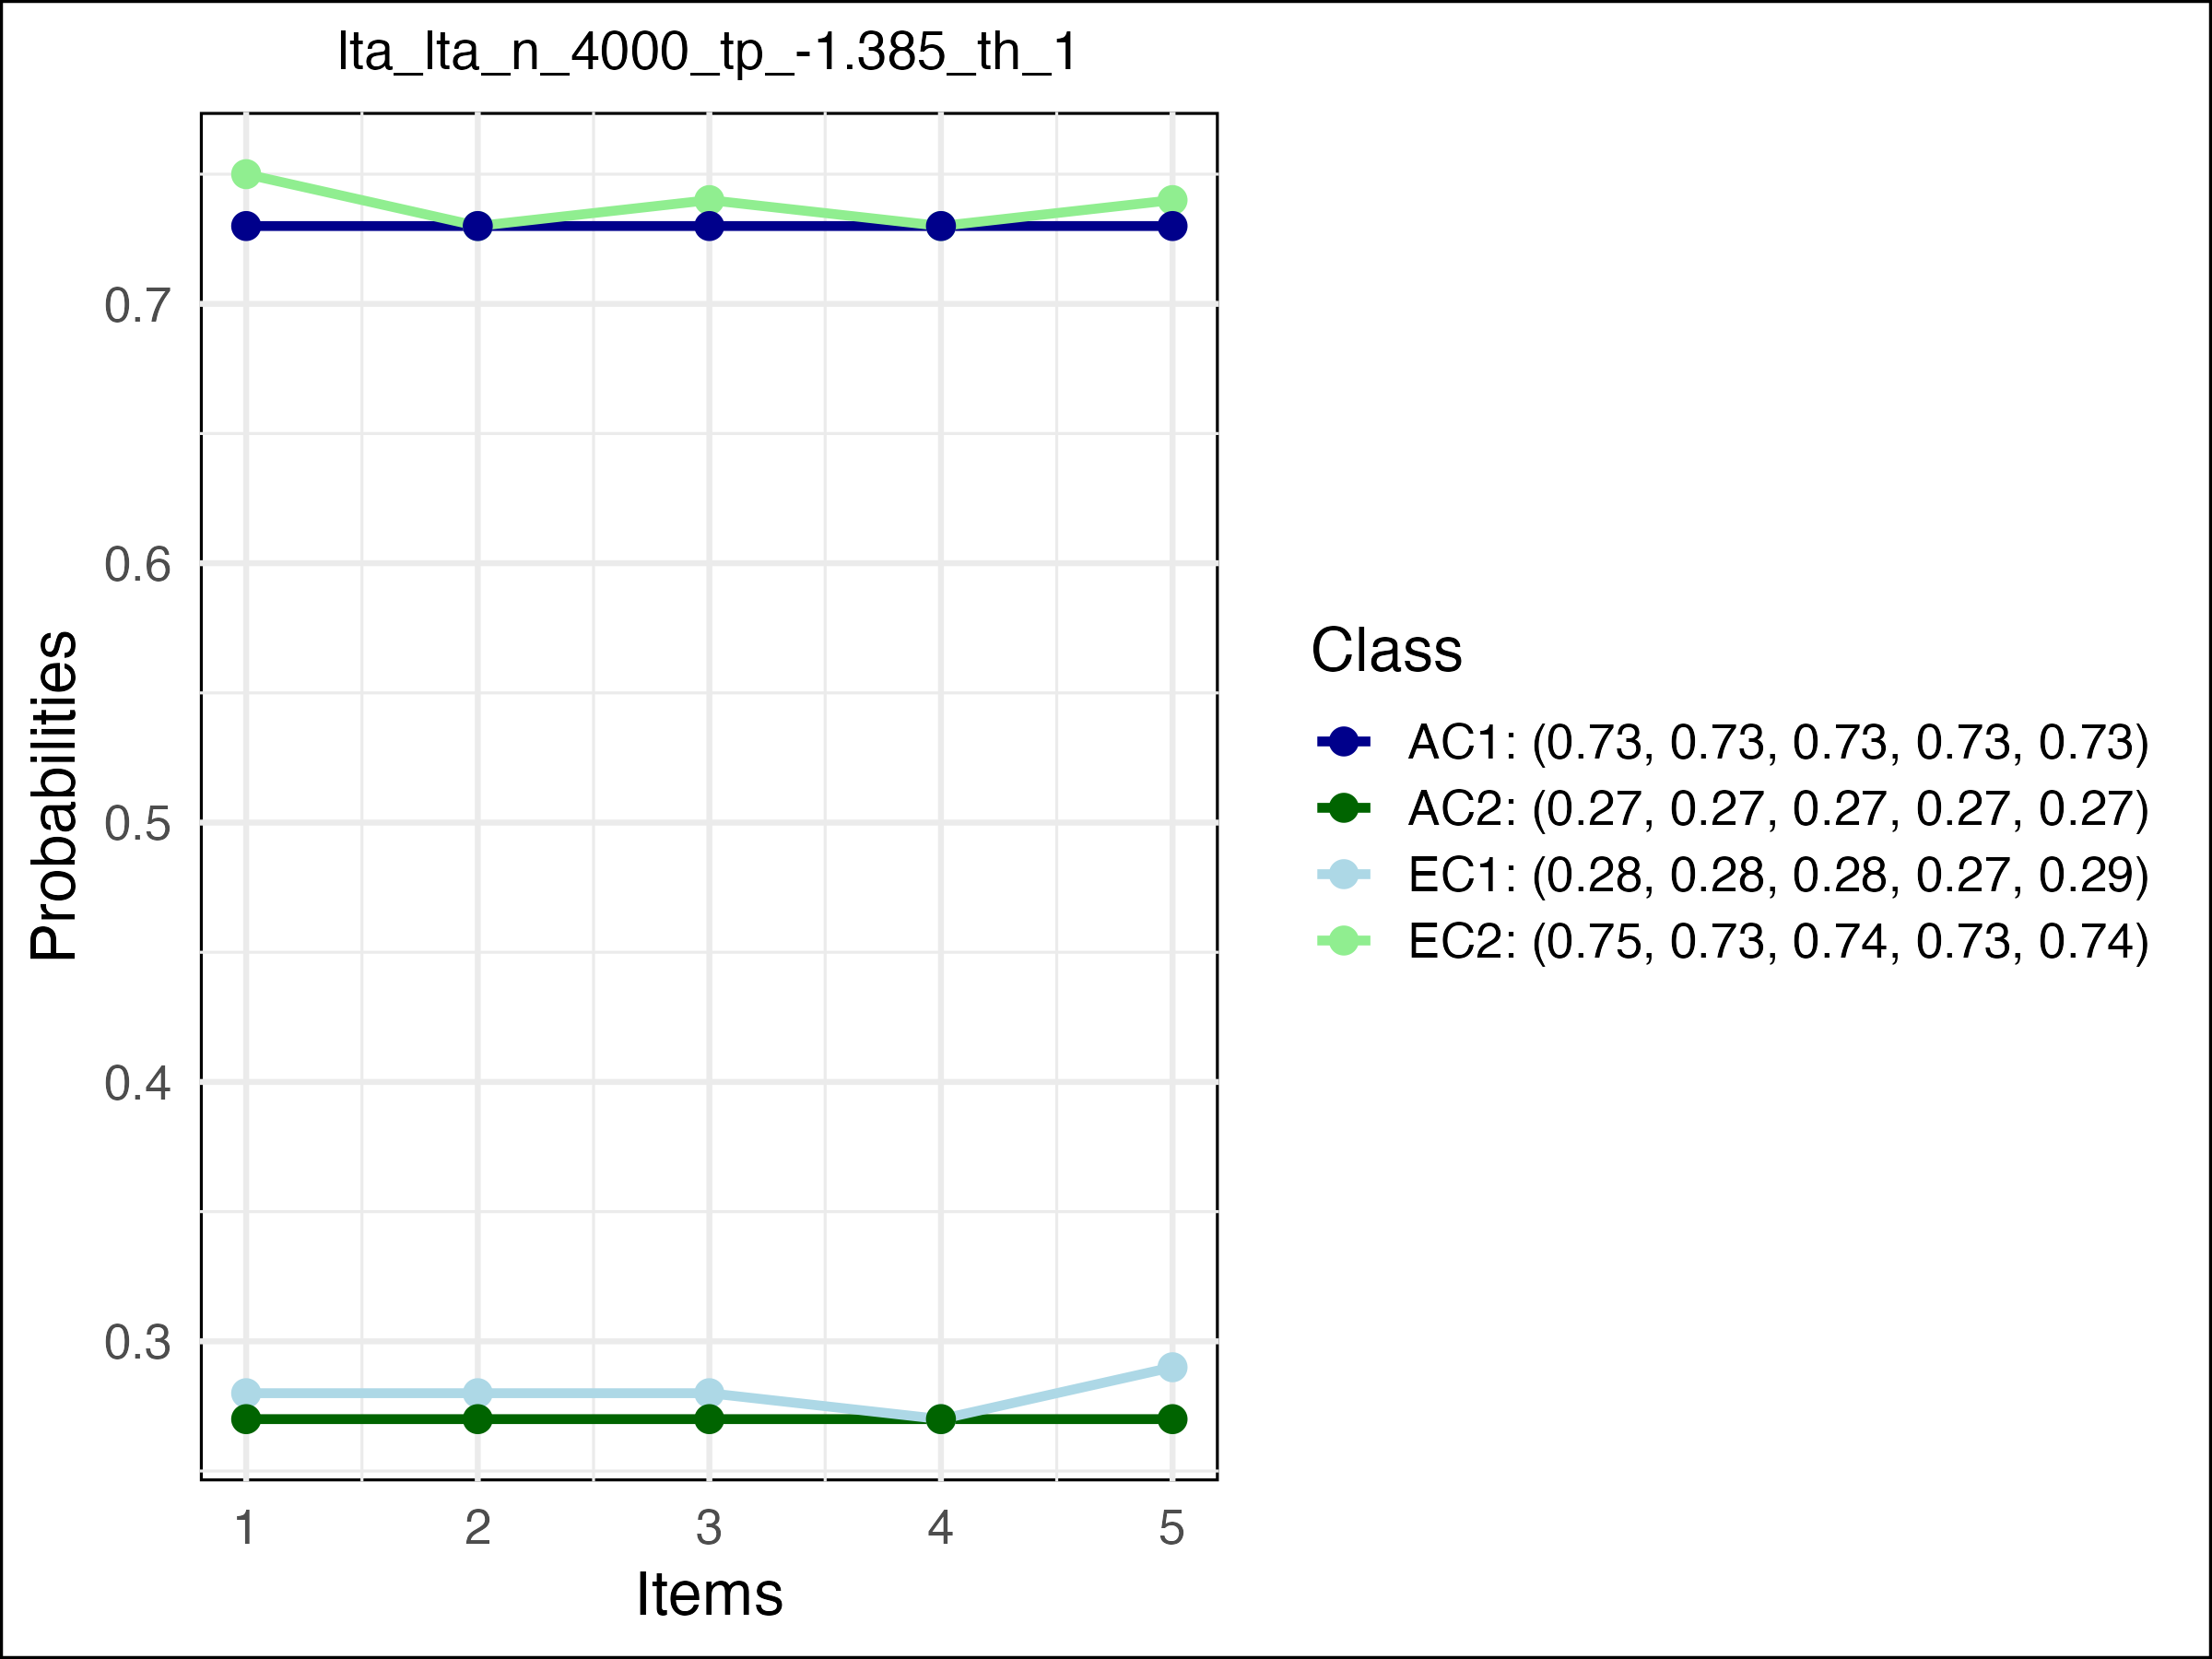 lta_lta_n_4000_tp_-1.385_th_1
Probabilities
0.7
0.6
0.5
0.4
0.3
1 2 3 4 5
Items
Class
AC1: (0.73, 0.73, 0.73, 0.73, 0.73)
AC2: (0.27, 0.27, 0.27, 0.27, 0.27)
EC1: (0.28, 0.28, 0.28, 0.27, 0.29)
EC2: (0.75, 0.73, 0.74, 0.73, 0.74)